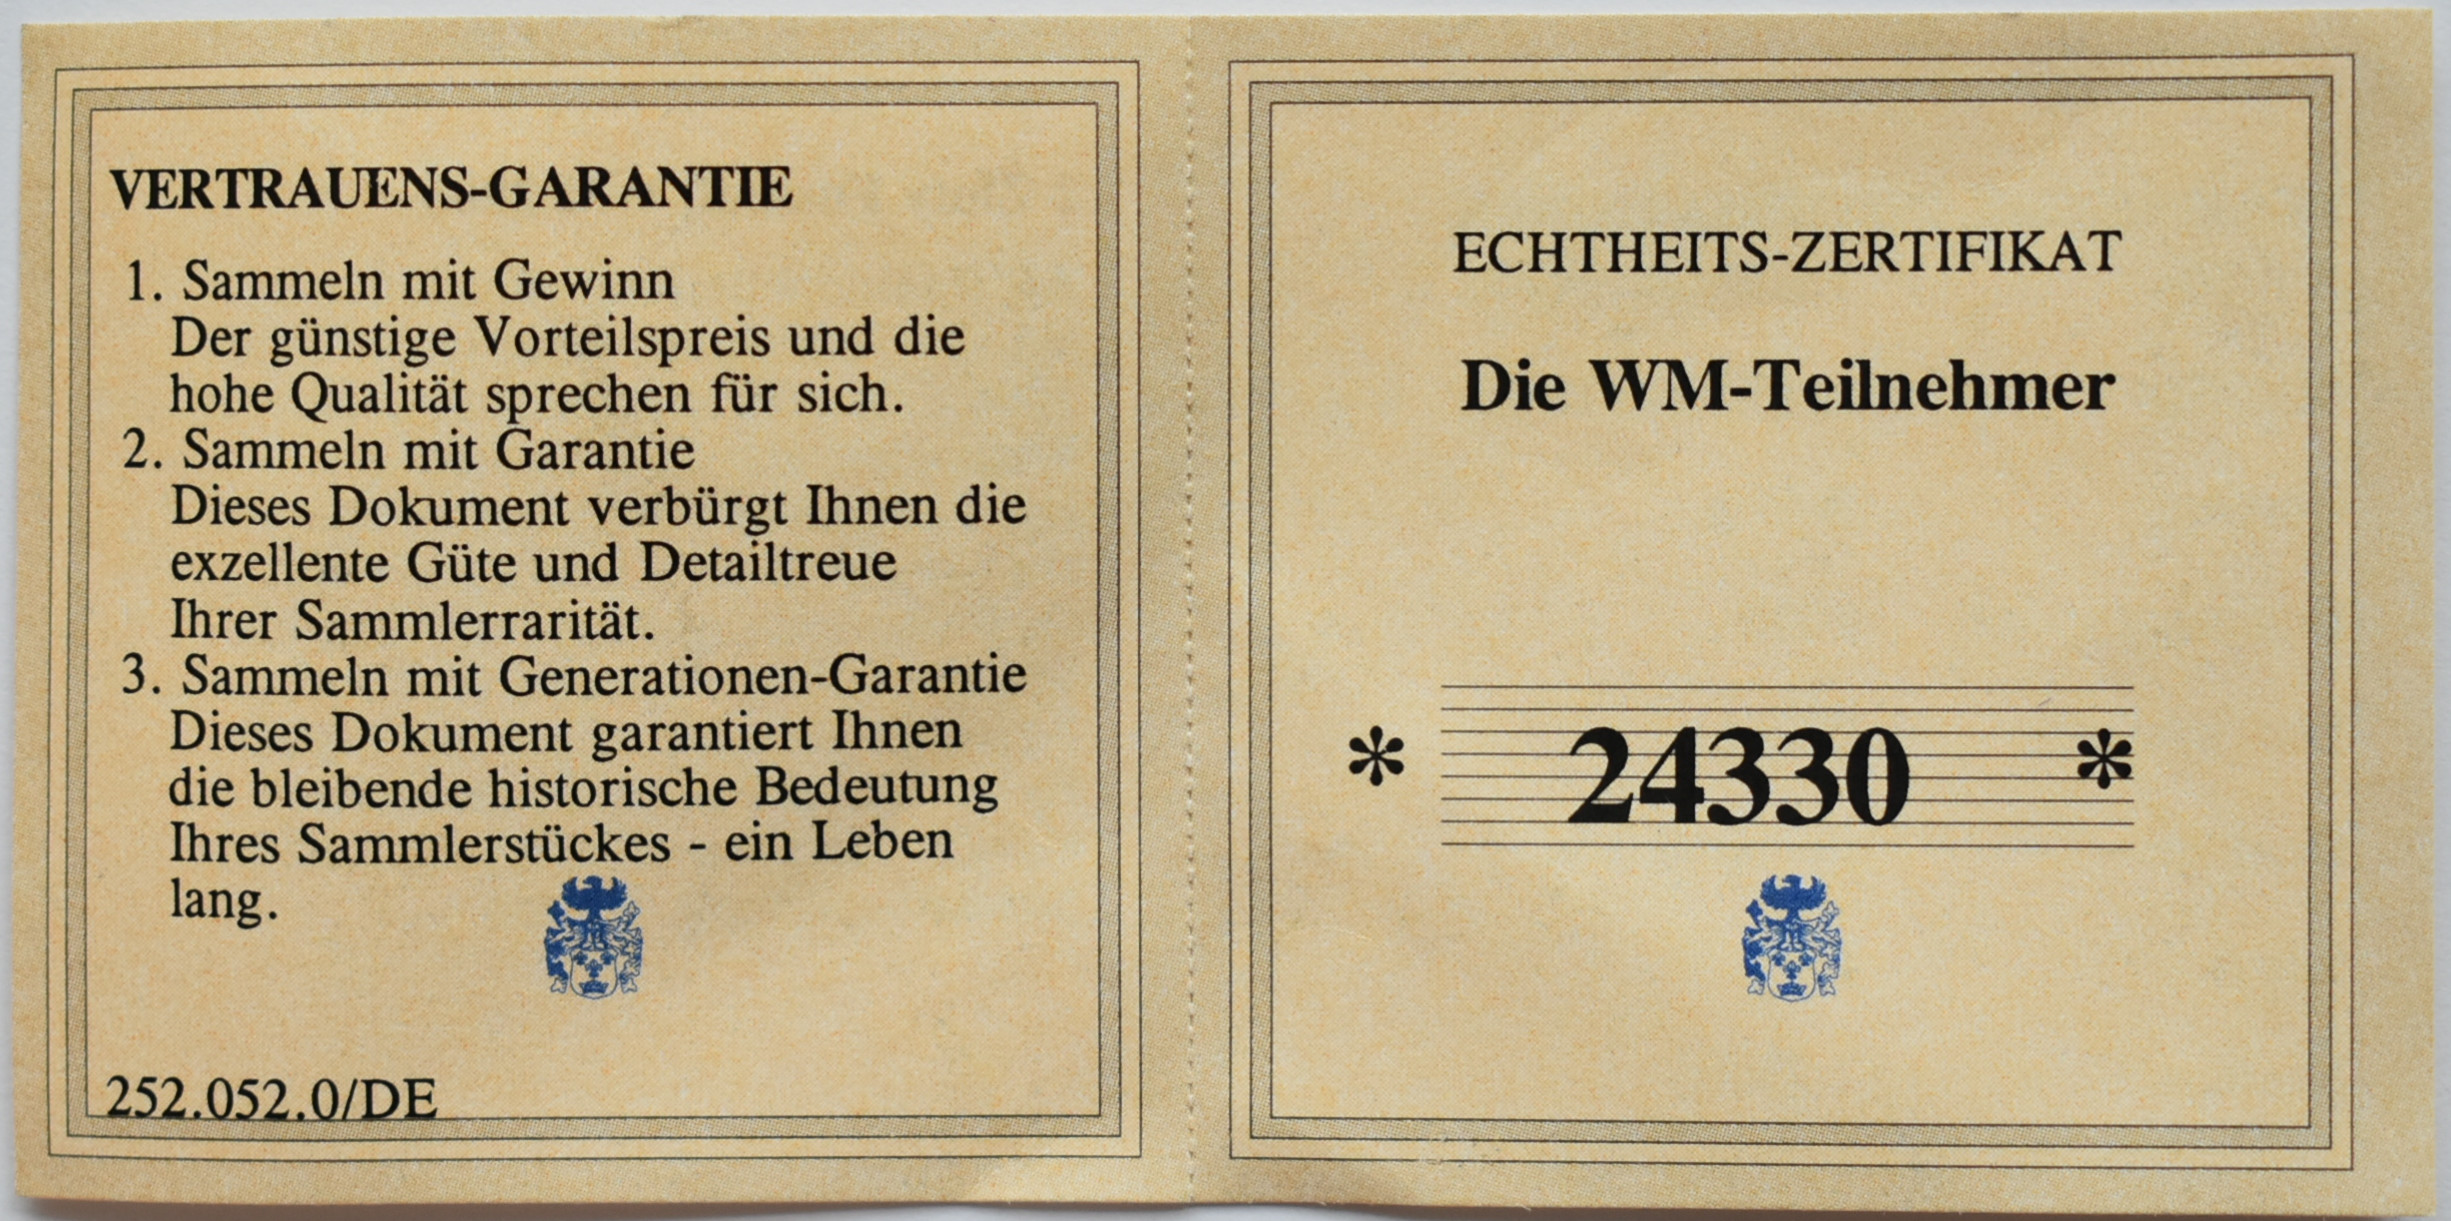 VERTRAUENS-GARANTIE
1. Sammeln mit Gewinn
Der günstige Vorteilspreis und die
hohe Qualität sprechen für sich.
2. Sammeln mit Garantie
Dieses Dokument verbürgt Ihnen die
exzellente Güte und Detailtreue
Ihrer Sammlerrarität.
3. Sammeln mit Generationen-Garantie
Dieses Dokument garantiert Ihnen
die bleibende historische Bedeutung
Ihres Sammlerstückes - ein Leben
lang.
252.052.0/DE
ECHTHEITS-ZERTIFIKAT
Die WM-Teilnehmer
* 24330 *